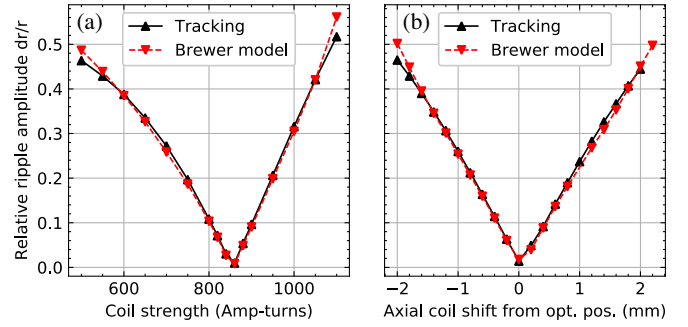 (a)
Tracking
Brewer model
(b)
Tracking
Brewer model
Relative ripple amplitude dr/r
0.5
0.4
0.3
0.2
0.1
0.0
600 800 1000
−2 −1 0 1 2
Coil strength (Amp-turns)
Axial coil shift from opt. pos. (mm)